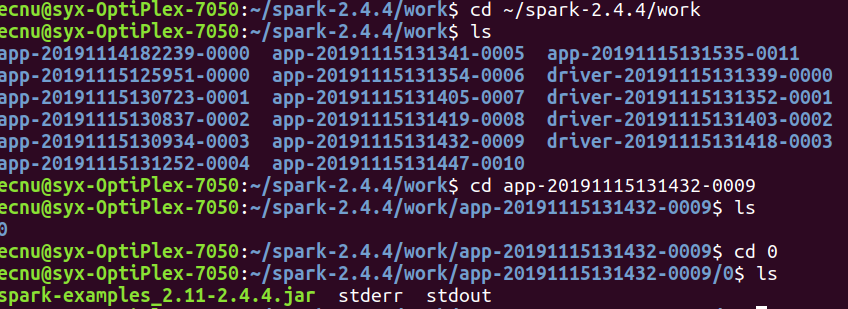 ecnu@syx-OptiPlex-7050:~/spark-2.4.4/work$ cd ~/spark-2.4.4/work
ecnu@syx-OptiPlex-7050:~/spark-2.4.4/work$ ls
app-20191114182239-0000  app-20191115131341-0005  app-20191115131535-0011
app-20191115125951-0000  app-20191115131354-0006  driver-20191115131339-0000
app-20191115130723-0001  app-20191115131405-0007  driver-20191115131352-0001
app-20191115130837-0002  app-20191115131419-0008  driver-20191115131403-0002
app-20191115130934-0003  app-20191115131432-0009  driver-20191115131418-0003
app-20191115131252-0004  app-20191115131447-0010
ecnu@syx-OptiPlex-7050:~/spark-2.4.4/work$ cd app-20191115131432-0009
ecnu@syx-OptiPlex-7050:~/spark-2.4.4/work/app-20191115131432-0009$ ls
0
ecnu@syx-OptiPlex-7050:~/spark-2.4.4/work/app-20191115131432-0009$ cd 0
ecnu@syx-OptiPlex-7050:~/spark-2.4.4/work/app-20191115131432-0009/0$ ls
spark-examples_2.11-2.4.4.jar  stderr  stdout